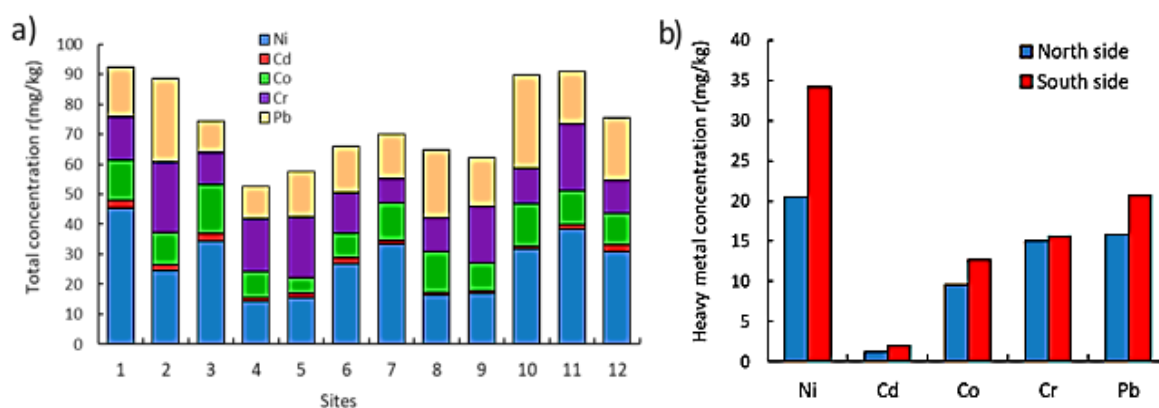 a)
Total concentration r(mg/kg)
100
90
80
70
60
50
40
30
20
10
0
Ni
Cd
Co
Cr
Pb
1 2 3 4 5 6 7 8 9 10 11 12
Sites
b)
Heavy metal concentration r(mg/kg)
40
35
30
25
20
15
10
5
0
North side
South side
Ni Cd Co Cr Pb